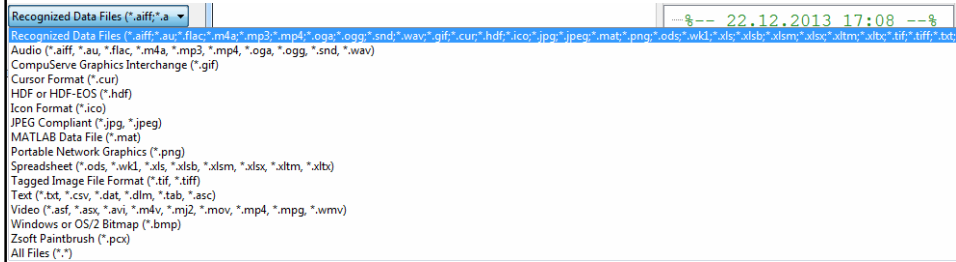 Recognized Data Files (*.aiff;*.a
%-- 22.12.2013 17:08 --%
Recognized Data Files (*.aiff;*.au;*.flac;*.m4a;*.mp3;*.mp4;*.oga;*.ogg;*.snd;*.wav;*.gif;*.cur;*.hdf;*.ico;*.jpg;*.jpeg;*.mat;*.png;*.ods;*.wk1;*.xls;*.xlsb;*.xlsm;*.xlsx;*.xltm;*.xltx;*.tif;*.tiff;*.txt;
Audio (*.aiff, *.au, *.flac, *.m4a, *.mp3, *.mp4, *.oga, *.ogg, *.snd, *.wav)
CompuServe Graphics Interchange (*.gif)
Cursor Format (*.cur)
HDF or HDF-EOS (*.hdf)
Icon Format (*.ico)
JPEG Compliant (*.jpg, *.jpeg)
MATLAB Data File (*.mat)
Portable Network Graphics (*.png)
Spreadsheet (*.ods, *.wk1, *.xls, *.xlsb, *.xlsm, *.xlsx, *.xltm, *.xltx)
Tagged Image File Format (*.tif, *.tiff)
Text (*.txt, *.csv, *.dat, *.dlm, *.tab, *.asc)
Video (*.asf, *.asx, *.avi, *.m4v, *.mj2, *.mov, *.mp4, *.mpg, *.wmv)
Windows or OS/2 Bitmap (*.bmp)
Zsoft Paintbrush (*.pcx)
All Files (*.*)